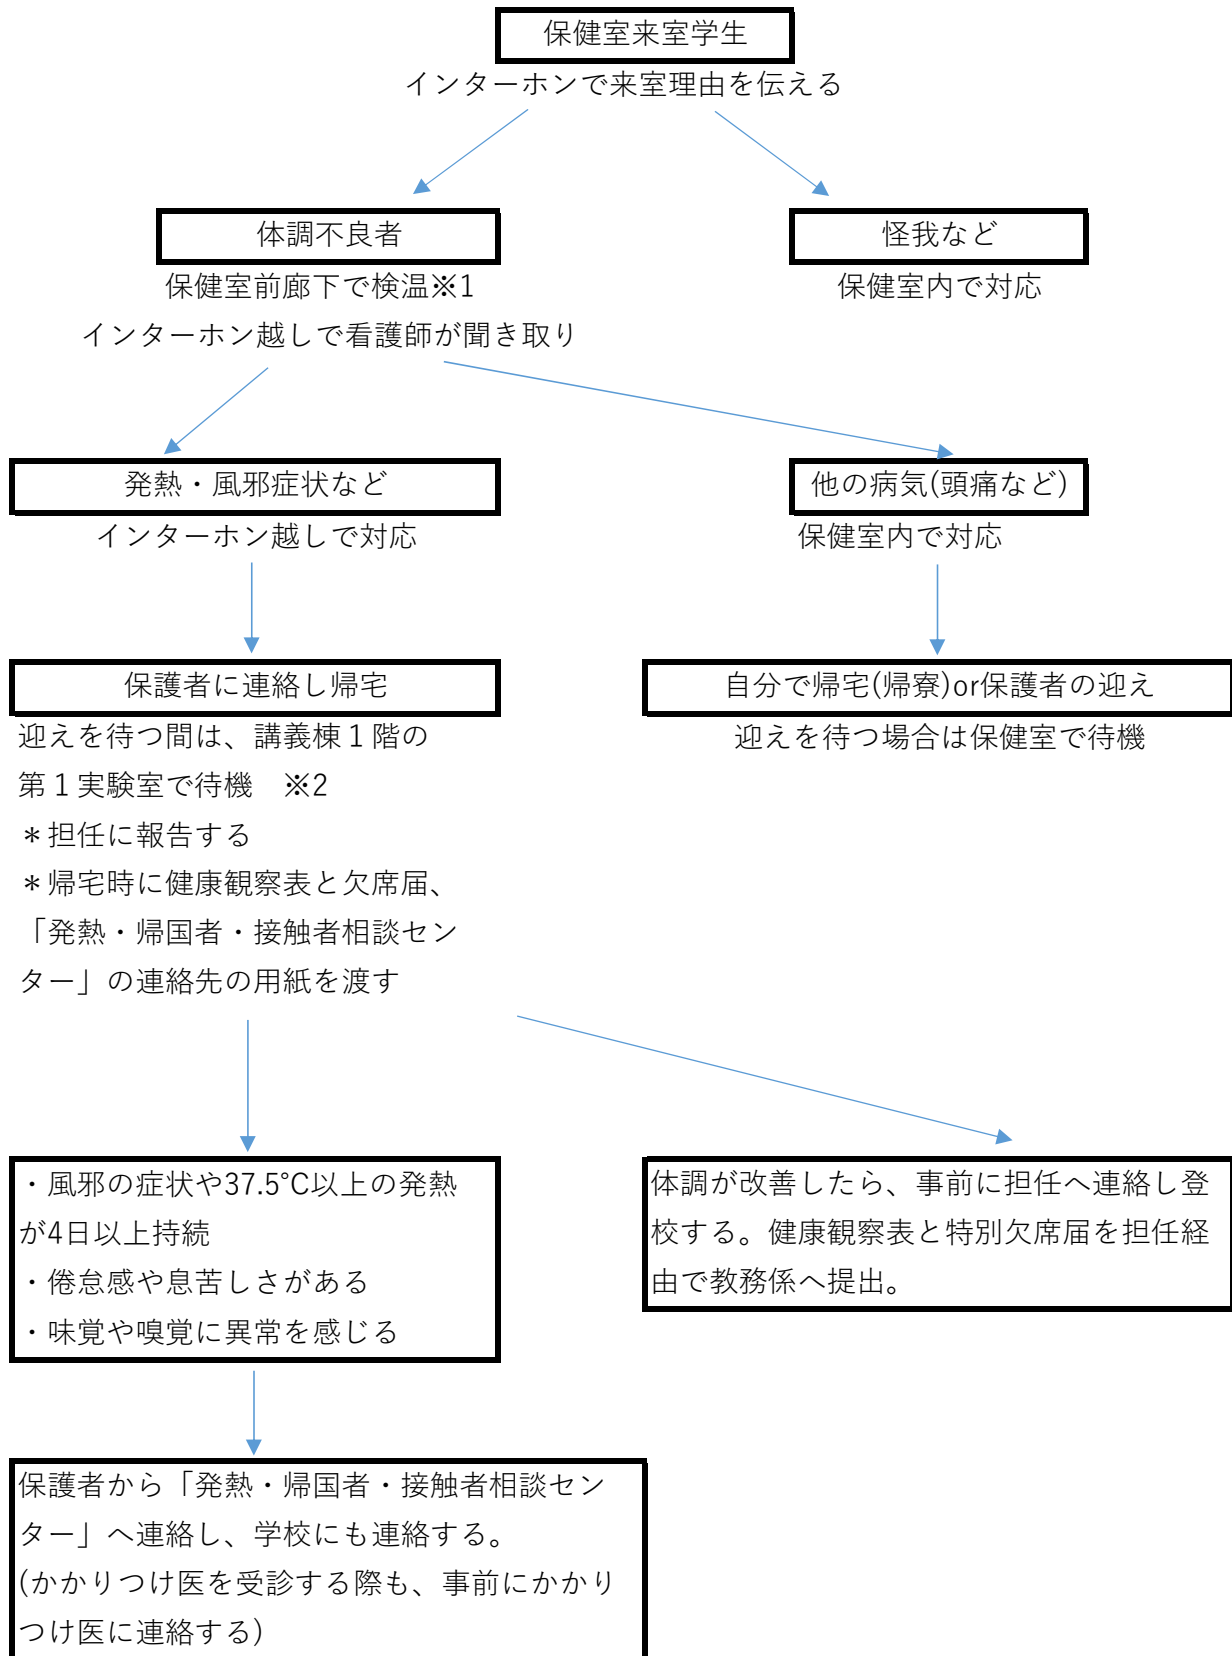 保健室来室学生
インターホンで来室理由を伝える
体調不良者
保健室前廊下で検温※1
インターホン越しで看護師が聞き取り
怪我など
保健室内で対応
発熱・風邪症状など
インターホン越しで対応
他の病気(頭痛など)
保健室内で対応
保護者に連絡し帰宅
迎えを待つ間は、講義棟１階の
第１実験室で待機　※2
＊担任に報告する
＊帰宅時に健康観察表と欠席届、
「発熱・帰国者・接触者相談セン
ター」の連絡先の用紙を渡す
自分で帰宅(帰寮)or保護者の迎え
迎えを待つ場合は保健室で待機
・風邪の症状や37.5℃以上の発熱
が4日以上持続
・倦怠感や息苦しさがある
・味覚や嗅覚に異常を感じる
体調が改善したら、事前に担任へ連絡し登
校する。健康観察表と特別欠席届を担任経
由で教務係へ提出。
保護者から「発熱・帰国者・接触者相談セン
ター」へ連絡し、学校にも連絡する。
(かかりつけ医を受診する際も、事前にかかり
つけ医に連絡する)